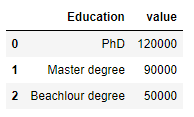 Education value
0 PhD 120000
1 Master degree 90000
2 Beachlour degree 50000